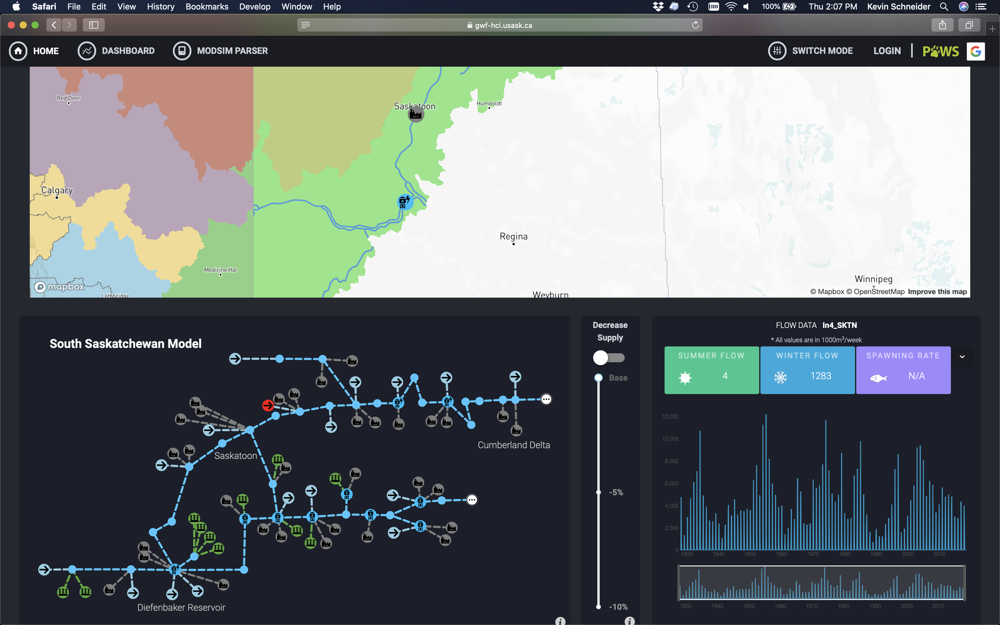 Safari File Edit View History Bookmarks Develop Window Help 100% Thu 2:07 PM Kevin Schneider
gwf-hci.usask.ca
HOME DASHBOARD MODSIM PARSER SWITCH MODE LOGIN PAWS G
Red Deer
Saskatoon
Humboldt
Calgary
Regina
Medicine Hat
Winnipeg
mapbox
Lethbridge
Weyburn
© Mapbox © OpenStreetMap Improve this map
South Saskatchewan Model
Saskatoon
Cumberland Delta
Diefenbaker Reservoir
i
Decrease
Supply
Base
-5%
-10%
i
FLOW DATA In4_SKTN
* All values are in 1000m³/week
SUMMER FLOW WINTER FLOW SPAWNING RATE
4 1283 N/A
12,000
10,000
8,000
6,000
4,000
2,000
0
1930 1940 1950 1960 1970 1980 1990 2000 2010
1930 1940 1950 1960 1970 1980 1990 2000 2010